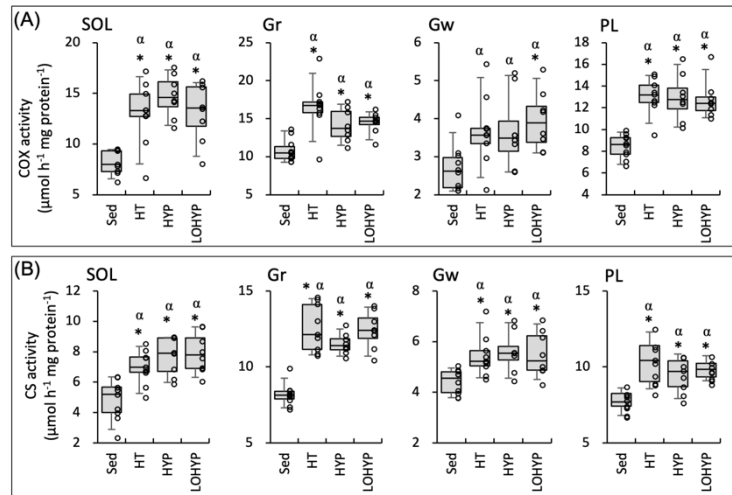 (A)
SOL
Gr
Gw
PL
COX activity
(µmol h⁻¹ mg protein⁻¹)
20
15
10
5
α
*
α
*
α
*
Sed
HT
HYP
LOHYP
25
20
15
10
5
α
*
α
*
α
*
Sed
HT
HYP
LOHYP
6
5
4
3
2
α
α
α
*
Sed
HT
HYP
LOHYP
18
16
14
12
10
8
6
4
2
α
*
α
*
α
*
Sed
HT
HYP
LOHYP
(B)
SOL
Gr
Gw
PL
CS activity
(µmol h⁻¹ mg protein⁻¹)
12
10
8
6
4
2
α
*
α
*
α
*
Sed
HT
HYP
LOHYP
15
10
5
* α
α
*
α
*
Sed
HT
HYP
LOHYP
8
6
4
2
α
*
α
*
α
*
Sed
HT
HYP
LOHYP
15
10
5
α
*
α
*
α
*
Sed
HT
HYP
LOHYP